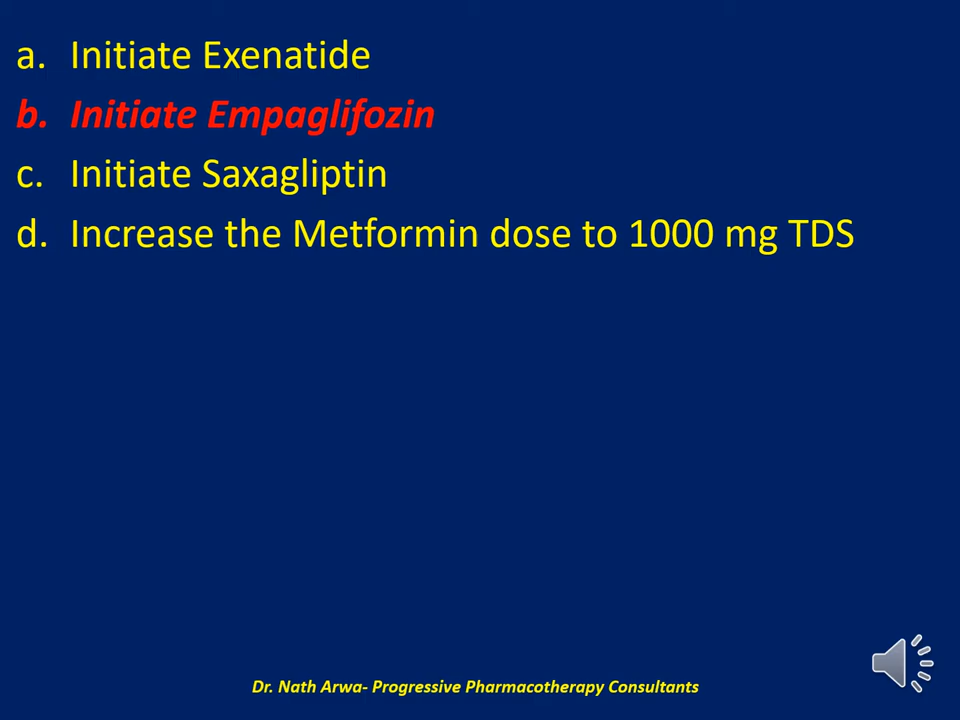 a. Initiate Exenatide
b. Initiate Empaglifozin
c. Initiate Saxagliptin
d. Increase the Metformin dose to 1000 mg TDS
Dr. Nath Arwa- Progressive Pharmacotherapy Consultants